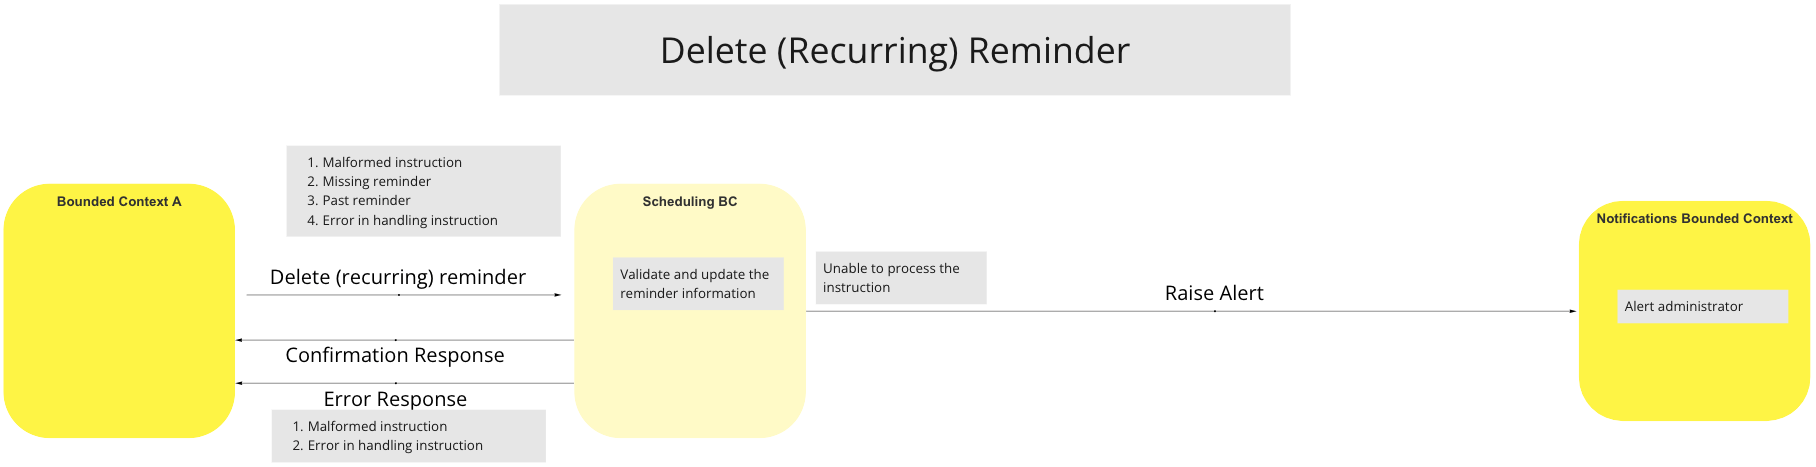 Delete (Recurring) Reminder
1. Malformed instruction
2. Missing reminder
3. Past reminder
4. Error in handling instruction
Bounded Context A
Scheduling BC
Notifications Bounded Context
Delete (recurring) reminder
Validate and update the
reminder information
Unable to process the
instruction
Raise Alert
Alert administrator
Confirmation Response
Error Response
1. Malformed instruction
2. Error in handling instruction